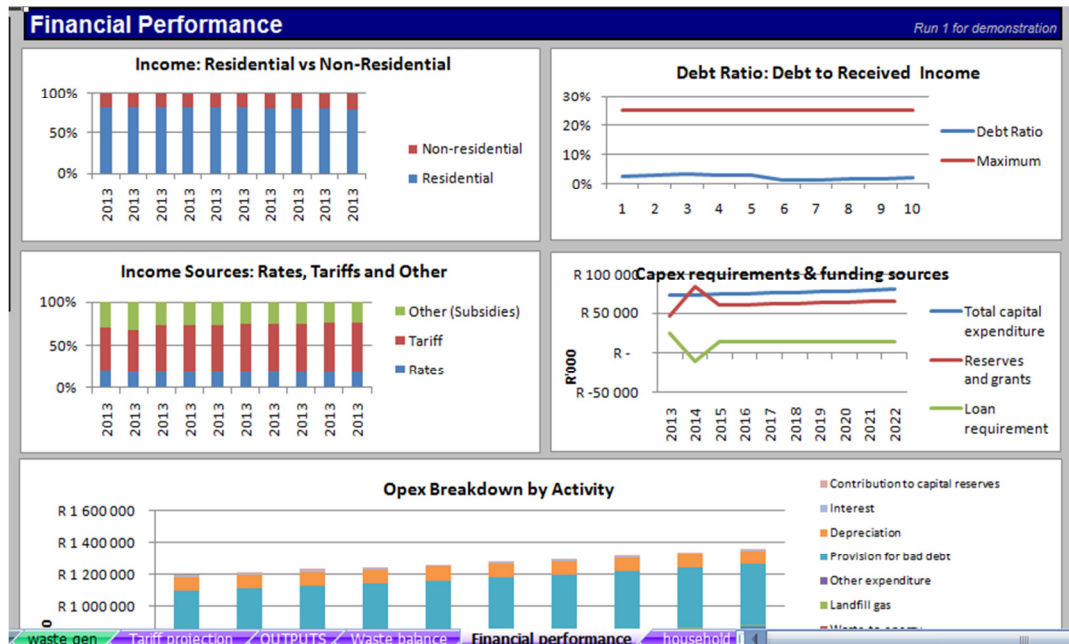 Financial Performance
Run 1 for demonstration
Income: Residential vs Non-Residential
100%
50%
0%
Non-residential
Residential
2013 2013 2013 2013 2013 2013 2013 2013 2013 2013
Debt Ratio: Debt to Received Income
30%
20%
10%
0%
Debt Ratio
Maximum
1 2 3 4 5 6 7 8 9 10
Income Sources: Rates, Tariffs and Other
100%
50%
0%
Other (Subsidies)
Tariff
Rates
2013 2013 2013 2013 2013 2013 2013 2013 2013 2013
Capex requirements & funding sources
R 100 000
R 50 000
R -
R -50 000
R'000
Total capital
expenditure
Reserves
and grants
Loan
requirement
2013 2014 2015 2016 2017 2018 2019 2020 2021 2022
Opex Breakdown by Activity
R 1 600 000
R 1 400 000
R 1 200 000
R 1 000 000
Contribution to capital reserves
Interest
Depreciation
Provision for bad debt
Other expenditure
Landfill gas
Waste to energy
waste gen
Tariff projection
OUTPUTS
Waste balance
Financial performance
household